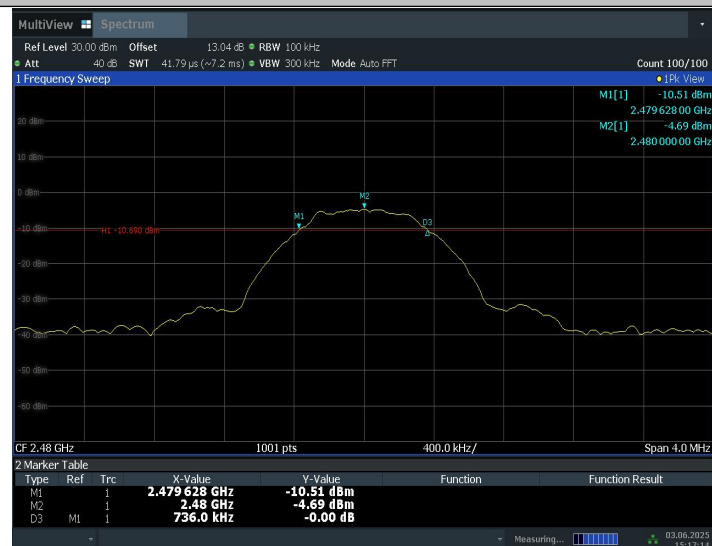 MultiView Spectrum
Ref Level 30.00 dBm Offset 13.04 dB RBW 100 kHz
Att 40 dB SWT 41.79 µs (~7.2 ms) VBW 300 kHz Mode Auto FFT Count 100/100
1 Frequency Sweep 1Pk View
M1[1] -10.51 dBm
2.479 628 00 GHz
M2[1] -4.69 dBm
2.480 000 00 GHz
20 dBm
10 dBm
0 dBm
M2
M1
D3
-10 dBm
H1 -10.690 dBm
-20 dBm
-30 dBm
-40 dBm
-50 dBm
-60 dBm
CF 2.48 GHz 1001 pts 400.0 kHz/ Span 4.0 MHz
2 Marker Table
Type Ref Trc X-Value Y-Value Function Function Result
M1 1 2.479 628 GHz -10.51 dBm
M2 1 2.48 GHz -4.69 dBm
D3 M1 1 736.0 kHz -0.00 dB
Measuring... 03.06.2025
15:17:14